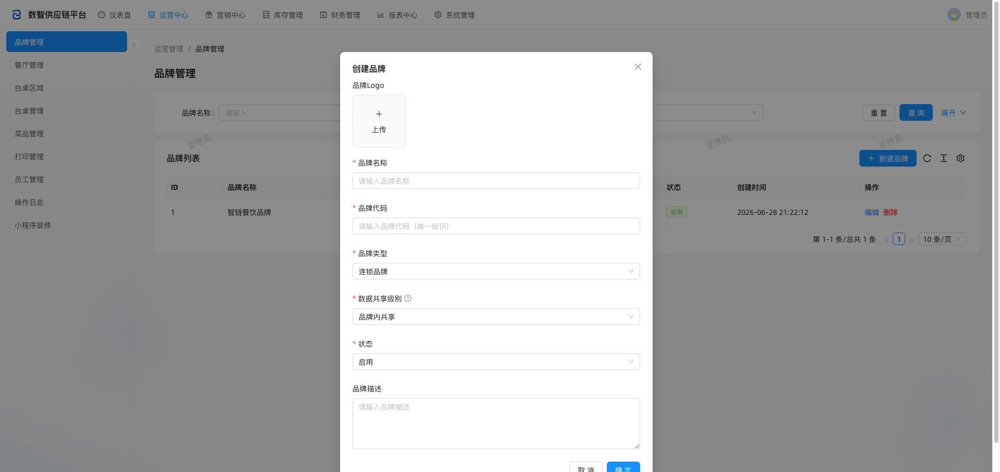 数智供应链平台 仪表盘 运营中心 营销中心 库存管理 财务管理 报表中心 系统管理 管理员
品牌管理
餐厅管理
台桌区域
台桌管理
菜品管理
打印管理
员工管理
操作日志
小程序装修
运营管理 / 品牌管理
品牌管理
品牌名称 : 请输入
重 置 查 询 展开
管理员 管理员 管理员
品牌列表
新建品牌
ID 品牌名称 状态 创建时间 操作
1 智链餐饮品牌 启用 2026-06-28 21:22:12 编辑 删除
第 1-1 条/总共 1 条 1 10 条/页
创建品牌
品牌Logo
上传
* 品牌名称
请输入品牌名称
* 品牌代码
请输入品牌代码（唯一标识）
* 品牌类型
连锁品牌
* 数据共享级别
品牌内共享
* 状态
启用
品牌描述
请输入品牌描述
取 消 确 定